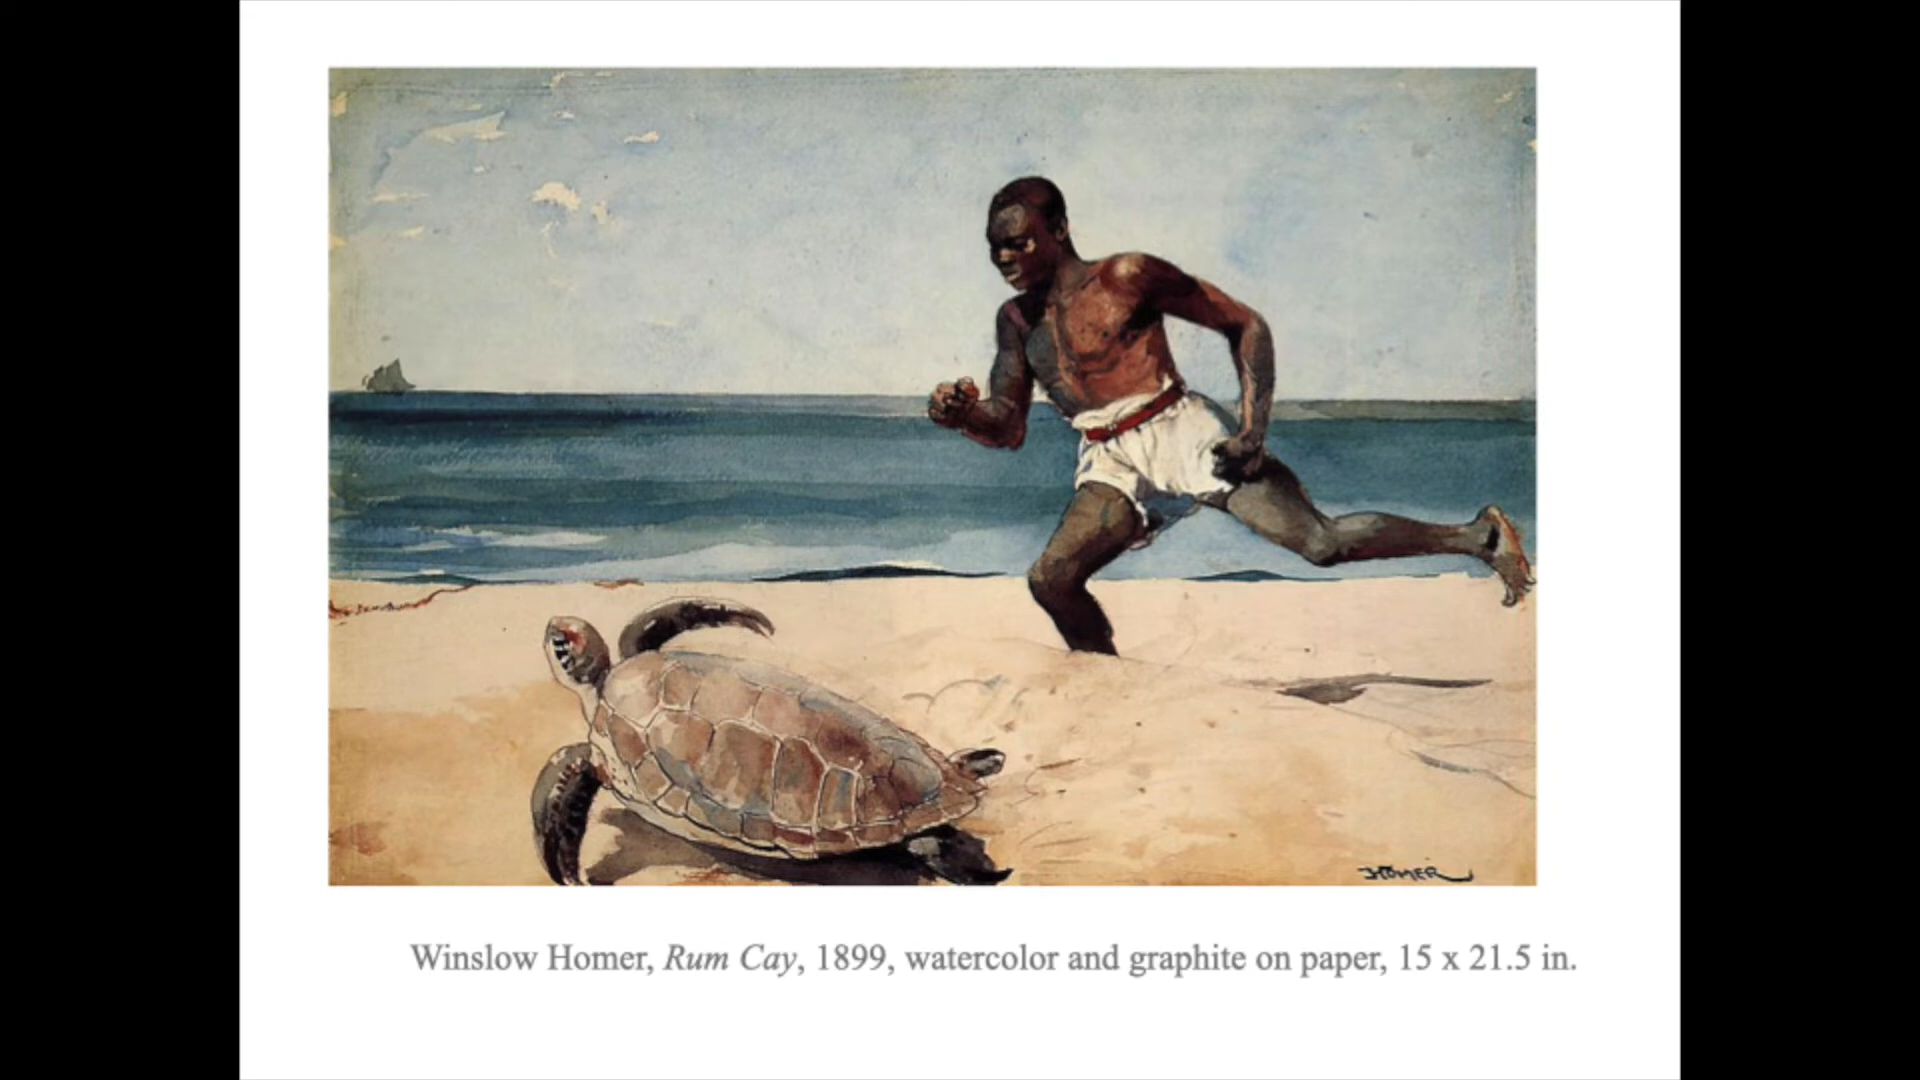 HOMER
Winslow Homer, Rum Cay, 1899, watercolor and graphite on paper, 15 x 21.5 in.